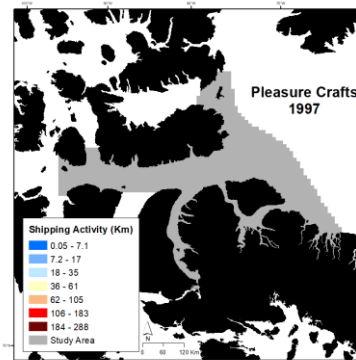 Pleasure Crafts
1997
Shipping Activity (Km)
0.05 - 7.1
7.2 - 17
18 - 35
36 - 61
62 - 105
106 - 183
184 - 288
Study Area
N
0 60 120 Km